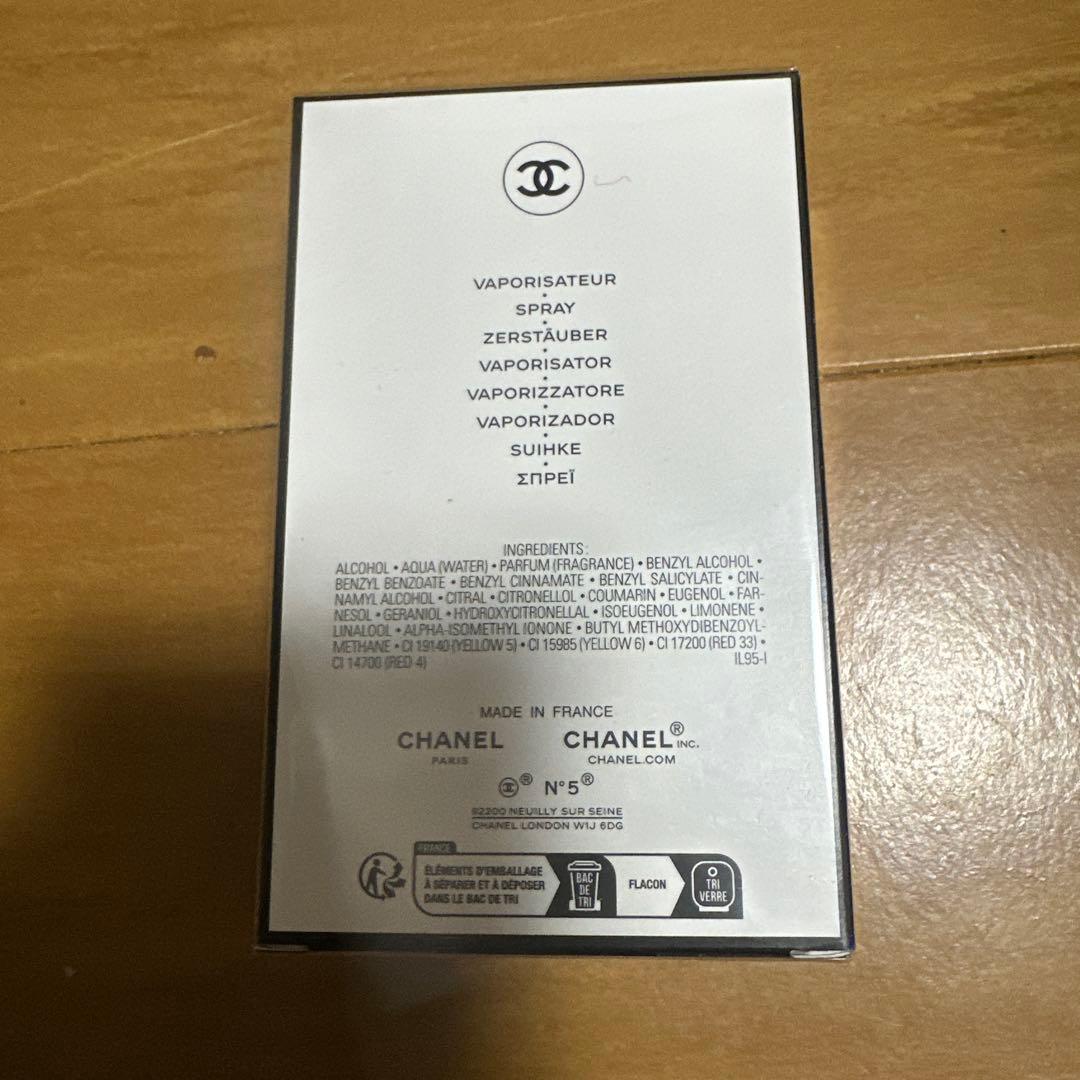 VAPORISATEUR
SPRAY
ZERSTÄUBER
VAPORISATOR
VAPORIZZATORE
VAPORIZADOR
SUIHKE
ΣΠΡΕΪ
INGREDIENTS:
ALCOHOL • AQUA (WATER) • PARFUM (FRAGRANCE) • BENZYL ALCOHOL •
BENZYL BENZOATE • BENZYL CINNAMATE • BENZYL SALICYLATE • CIN-
NAMYL ALCOHOL • CITRAL • CITRONELLOL • COUMARIN • EUGENOL • FAR-
NESOL • GERANIOL • HYDROXYCITRONELLAL • ISOEUGENOL • LIMONENE •
LINALOOL • ALPHA-ISOMETHYL IONONE • BUTYL METHOXYDIBENZOYL-
METHANE • CI 19140 (YELLOW 5) • CI 15985 (YELLOW 6) • CI 17200 (RED 33) •
CI 14700 (RED 4) IL95-I
MADE IN FRANCE
CHANEL CHANEL® INC.
PARIS CHANEL.COM
® N°5®
92200 NEUILLY SUR SEINE
CHANEL LONDON W1J 6DG
FRANCE
ÉLÉMENTS D'EMBALLAGE
À SÉPARER ET À DÉPOSER
DANS LE BAC DE TRI
BAC
DE
TRI
FLACON
TRI
VERRE